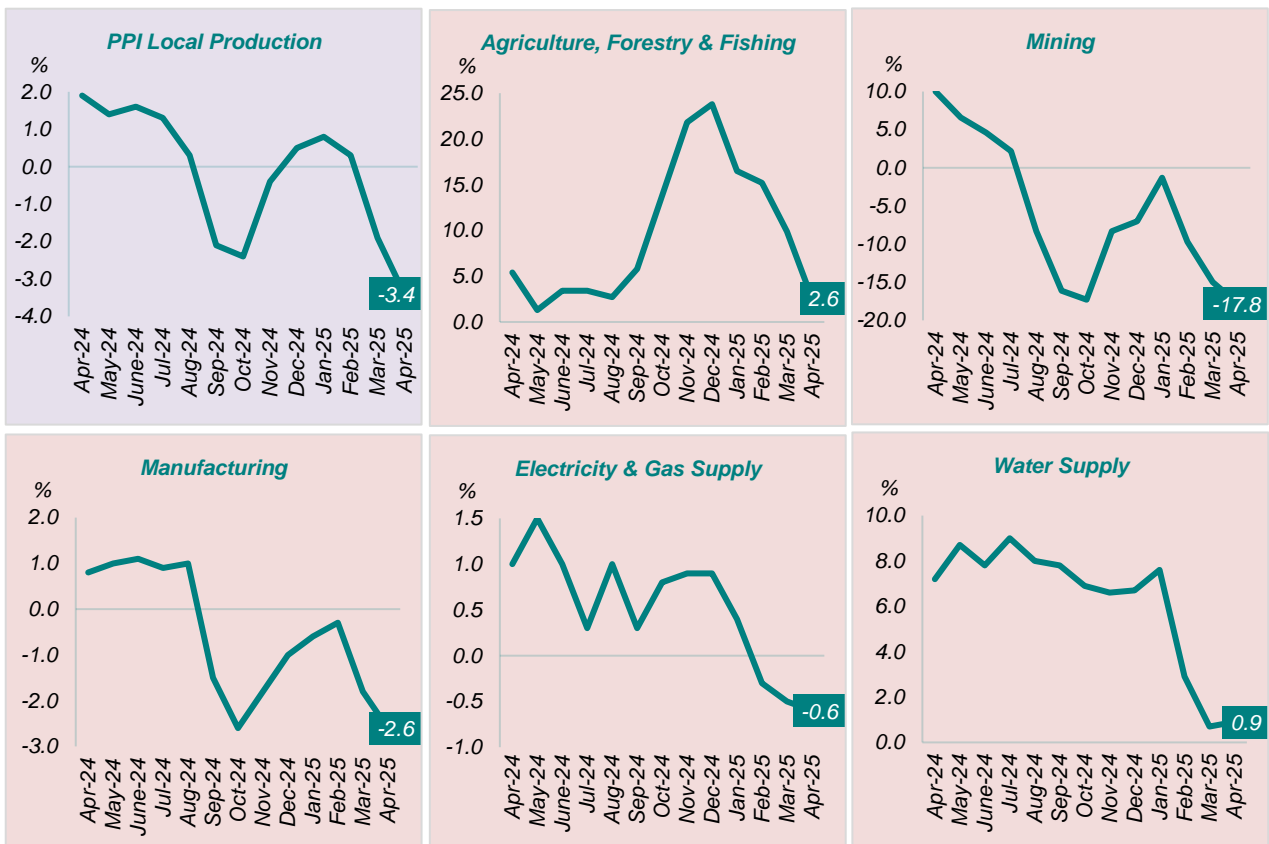 PPI Local Production
%
2.0
1.0
0.0
-1.0
-2.0
-3.0
-4.0
-3.4
Apr-24
May-24
June-24
Jul-24
Aug-24
Sep-24
Oct-24
Nov-24
Dec-24
Jan-25
Feb-25
Mar-25
Apr-25
Agriculture, Forestry & Fishing
%
25.0
20.0
15.0
10.0
5.0
0.0
2.6
Apr-24
May-24
June-24
Jul-24
Aug-24
Sep-24
Oct-24
Nov-24
Dec-24
Jan-25
Feb-25
Mar-25
Apr-25
Mining
%
10.0
5.0
0.0
-5.0
-10.0
-15.0
-20.0
-17.8
Apr-24
May-24
June-24
Jul-24
Aug-24
Sep-24
Oct-24
Nov-24
Dec-24
Jan-25
Feb-25
Mar-25
Apr-25
Manufacturing
%
2.0
1.0
0.0
-1.0
-2.0
-3.0
-2.6
Apr-24
May-24
June-24
Jul-24
Aug-24
Sep-24
Oct-24
Nov-24
Dec-24
Jan-25
Feb-25
Mar-25
Apr-25
Electricity & Gas Supply
%
1.5
1.0
0.5
0.0
-0.5
-1.0
-0.6
Apr-24
May-24
June-24
Jul-24
Aug-24
Sep-24
Oct-24
Nov-24
Dec-24
Jan-25
Feb-25
Mar-25
Apr-25
Water Supply
%
10.0
8.0
6.0
4.0
2.0
0.0
0.9
Apr-24
May-24
June-24
Jul-24
Aug-24
Sep-24
Oct-24
Nov-24
Dec-24
Jan-25
Feb-25
Mar-25
Apr-25